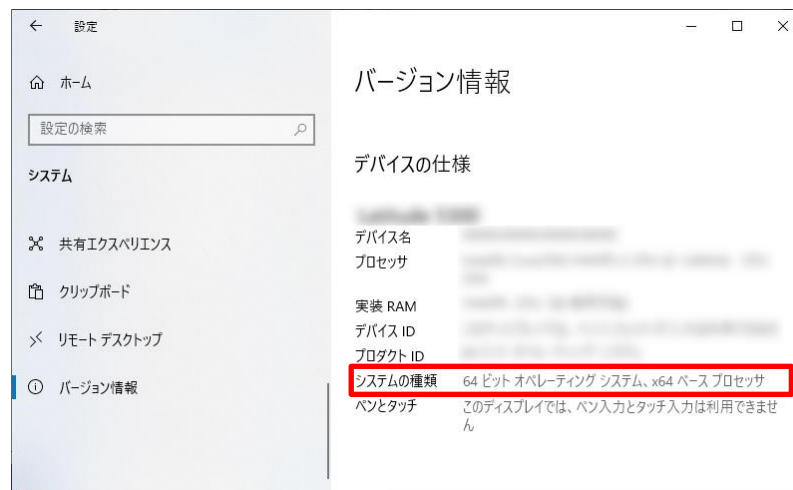 設定
ホーム
設定の検索
システム
共有エクスペリエンス
クリップボード
リモート デスクトップ
バージョン情報
バージョン情報
デバイスの仕様
デバイス名
プロセッサ
実装 RAM
デバイス ID
プロダクト ID
システムの種類 64 ビット オペレーティング システム、x64 ベース プロセッサ
ペンとタッチ このディスプレイでは、ペン入力とタッチ入力は利用できませ
ん